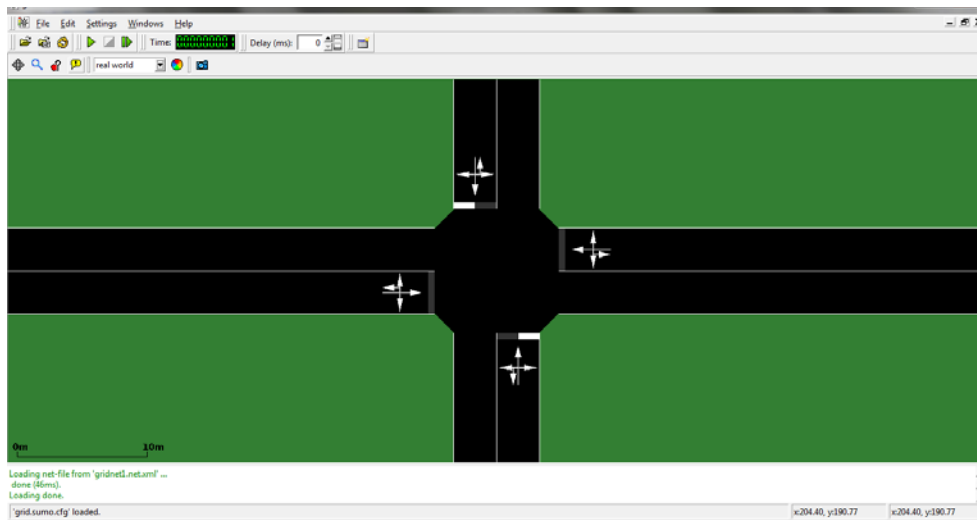 File Edit Settings Windows Help
Time: 000000001 Delay (ms): 0
real world
0m 10m
Loading net-file from 'gridnet1.net.xml' ...
done (46ms).
Loading done.
'grid.sumo.cfg' loaded. x:204.40, y:190.77 x:204.40, y:190.77